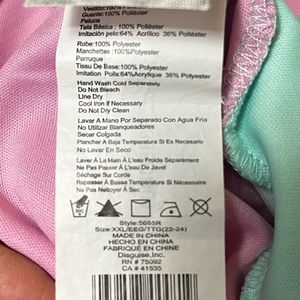 Vestido:100% Poliéster
Guante:100% Poliéster
Peluca
Tela Básica : 100% Poliéster
Imitación pelo:64% Acrílico 36% Poliéster
Robe:100% Polyester
Manchettes :100% Polyester
Perruque
Tissu De Base:100% Polyester
Imitation Poils:64%Acrylique 36% Polyester
Hand Wash Cold Separately
Do Not Bleach
Line Dry
Cool Iron if Necessary
Do Not Dry Clean
Lavar A Mano Por Separado Con Agua Fria
No Utilizar Blanqueadores
Secar Colgada
Planchar A Baja Temperatura Si Es Necesario
No Lavar En Seco
Lavez À La Main À L'eau Froide Séparément
Ne Pas Passer À L'eau De Javel
Séchage Sur Corde
Repasser À Basse Température Si Nécessaire
Ne Pas Nettoyer À Sec
Style:5685R
Size:XXL/EEG/TTG(22-24)
MADE IN CHINA
HECHO EN CHINA
FABRIQUÉ EN CHINE
Disguise,Inc.
RN # 75092
CA # 41535